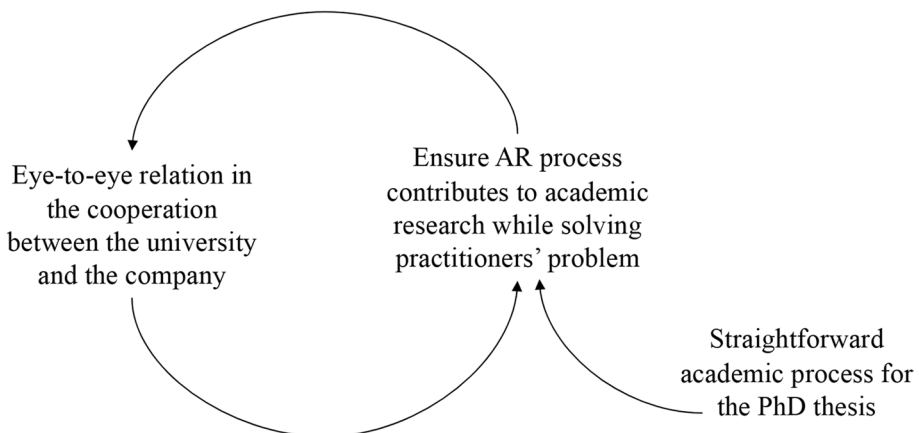 Eye-to-eye relation in
the cooperation
between the university
and the company
Ensure AR process
contributes to academic
research while solving
practitioners’ problem
Straightforward
academic process for
the PhD thesis